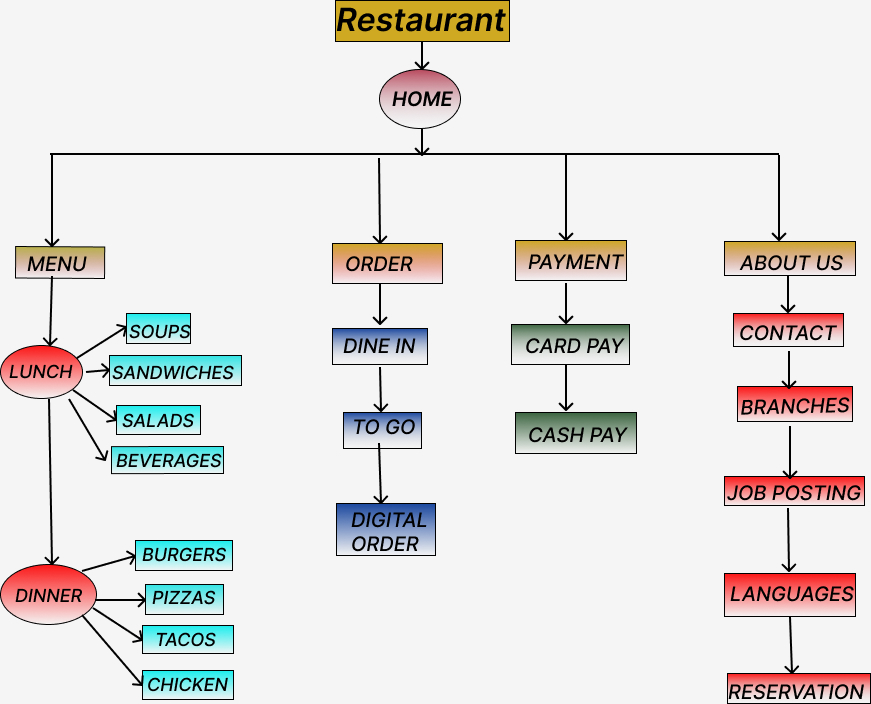 Restaurant
HOME
MENU
ORDER
PAYMENT
ABOUT US
LUNCH
SOUPS
SANDWICHES
SALADS
BEVERAGES
DINNER
BURGERS
PIZZAS
TACOS
CHICKEN
DINE IN
TO GO
DIGITAL
ORDER
CARD PAY
CASH PAY
CONTACT
BRANCHES
JOB POSTING
LANGUAGES
RESERVATION